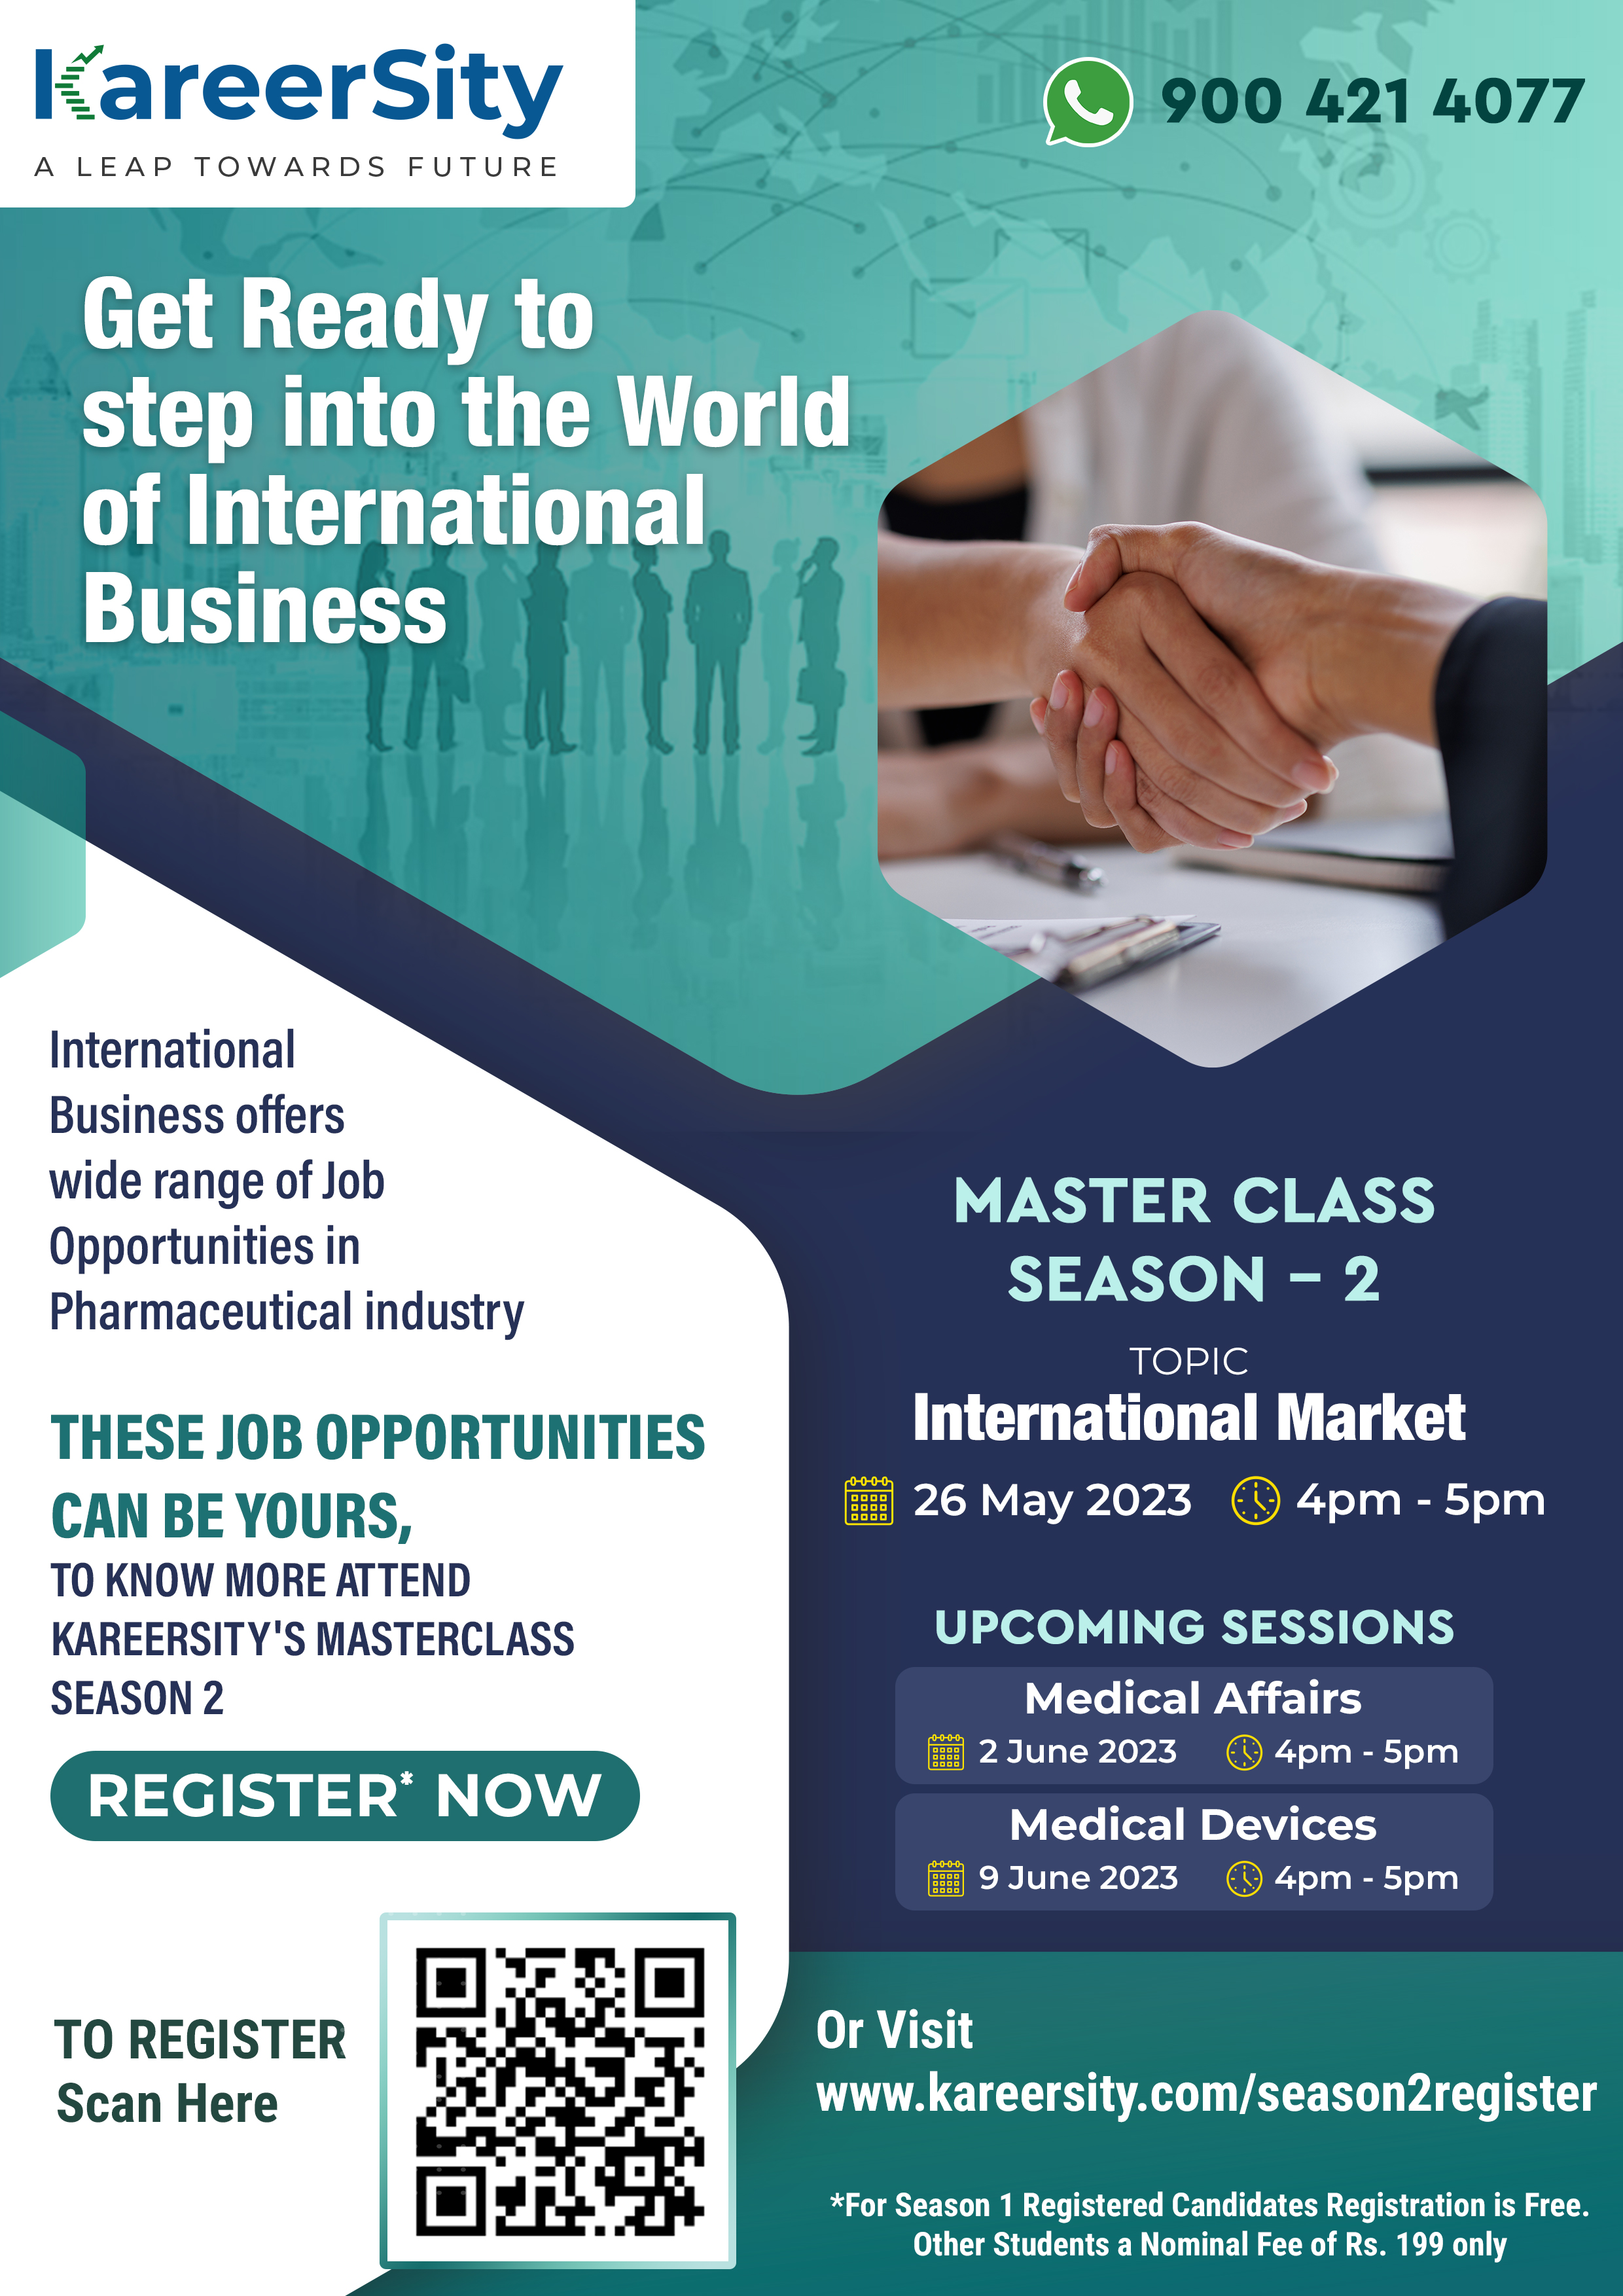 KareerSity
A LEAP TOWARDS FUTURE
900 421 4077
Get Ready to
step into the World
of International
Business
International
Business offers
wide range of Job
Opportunities in
Pharmaceutical industry
THESE JOB OPPORTUNITIES
CAN BE YOURS,
TO KNOW MORE ATTEND
KAREERSITY'S MASTERCLASS
SEASON 2
REGISTER* NOW
TO REGISTER
Scan Here
MASTER CLASS
SEASON - 2
TOPIC
International Market
26 May 2023 4pm - 5pm
UPCOMING SESSIONS
Medical Affairs
2 June 2023 4pm - 5pm
Medical Devices
9 June 2023 4pm - 5pm
Or Visit
www.kareersity.com/season2register
*For Season 1 Registered Candidates Registration is Free.
Other Students a Nominal Fee of Rs. 199 only